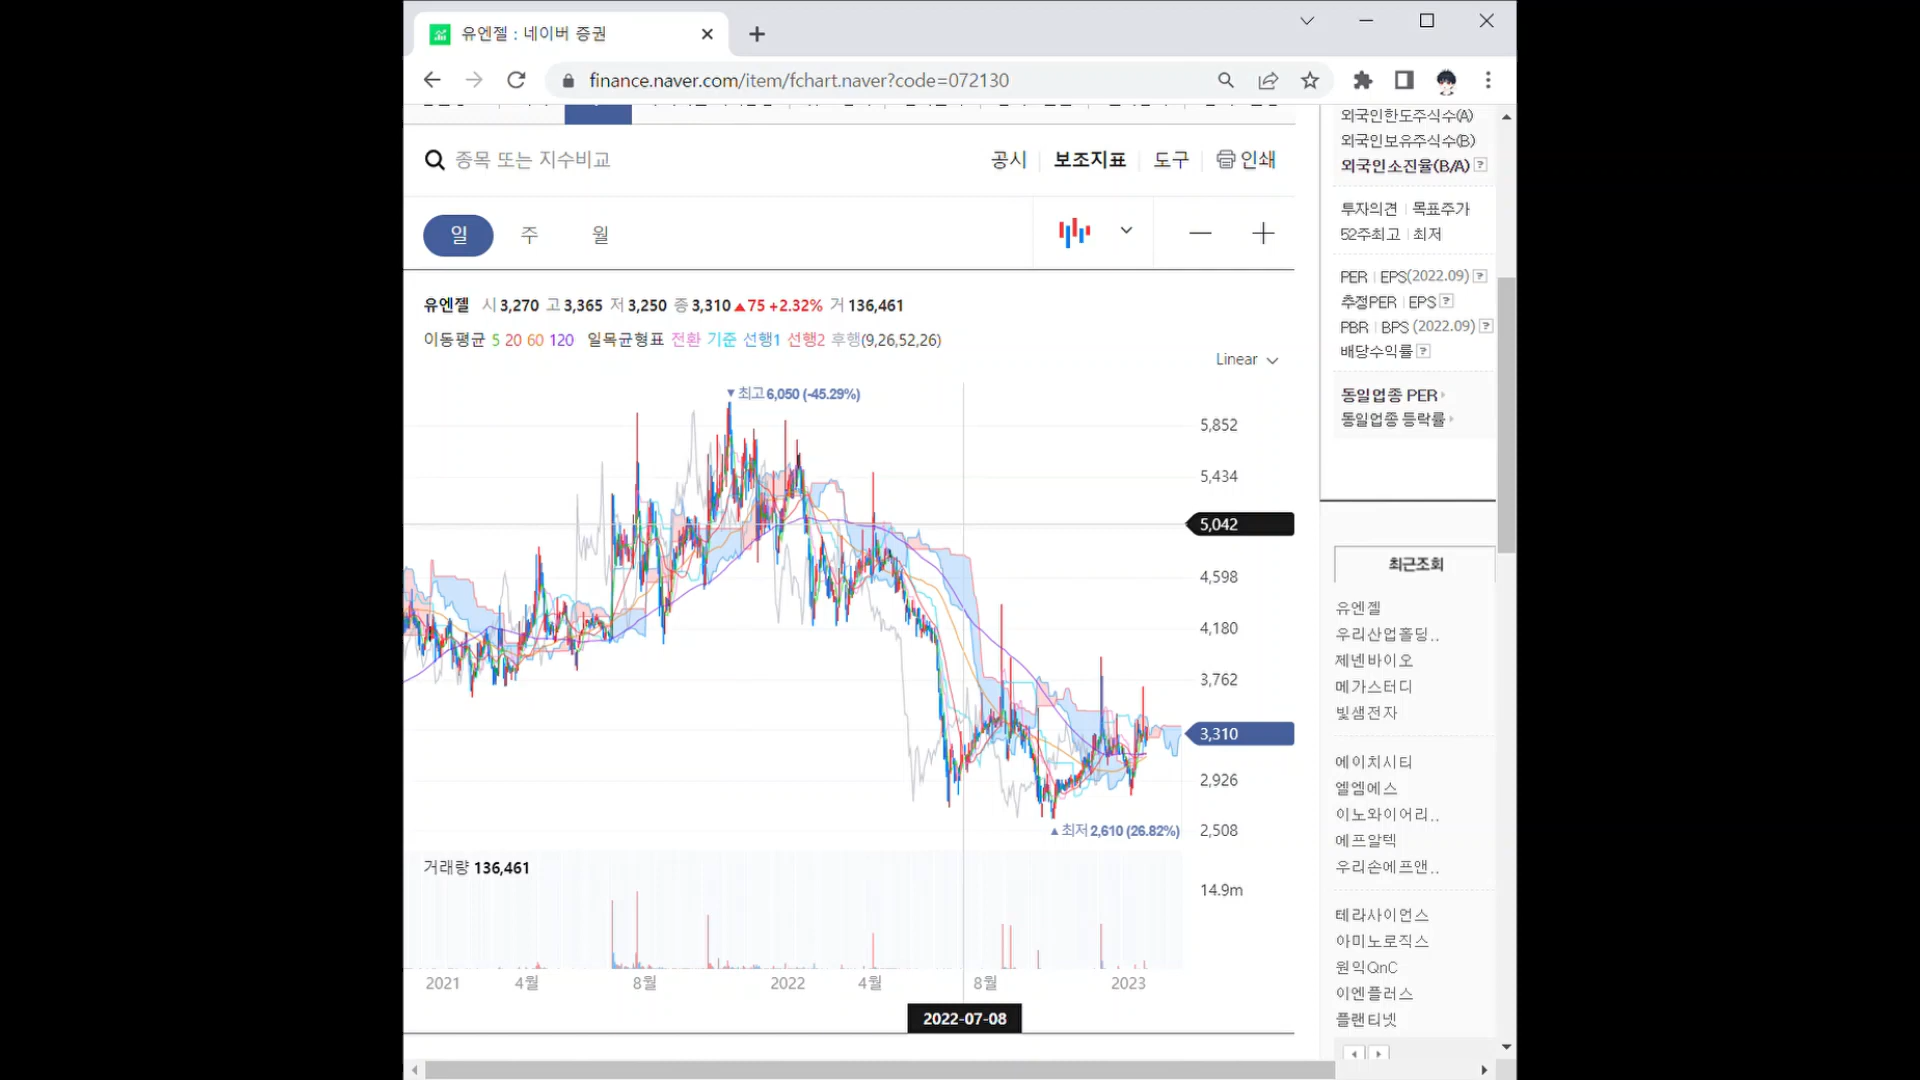 유엔젤 : 네이버 증권
finance.naver.com/item/fchart.naver?code=072130
종목 또는 지수비교
공시 보조지표 도구 인쇄
일 주 월
유엔젤 시 3,270 고 3,365 저 3,250 종 3,310 ▲75 +2.32% 거 136,461
이동평균 5 20 60 120 일목균형표 전환 기준 선행1 선행2 후행(9,26,52,26)
Linear
▼최고 6,050 (-45.29%)
5,852
5,434
5,042
4,598
4,180
3,762
3,310
2,926
▲최저 2,610 (26.82%)
2,508
거래량 136,461
14.9m
2021 4월 8월 2022 4월 8월 2023
2022-07-08
외국인한도주식수(A)
외국인보유주식수(B)
외국인소진율(B/A) ?
투자의견 | 목표주가
52주최고 | 최저
PER | EPS(2022.09) ?
추정PER | EPS ?
PBR | BPS (2022.09) ?
배당수익률 ?
동일업종 PER
동일업종 등락률
최근조회
유엔젤
우리산업홀딩..
제넨바이오
메가스터디
빛샘전자
에이치시티
엘엠에스
이노와이어리..
에프알텍
우리손에프앤..
테라사이언스
아미노로직스
원익QnC
이엔플러스
플랜티넷